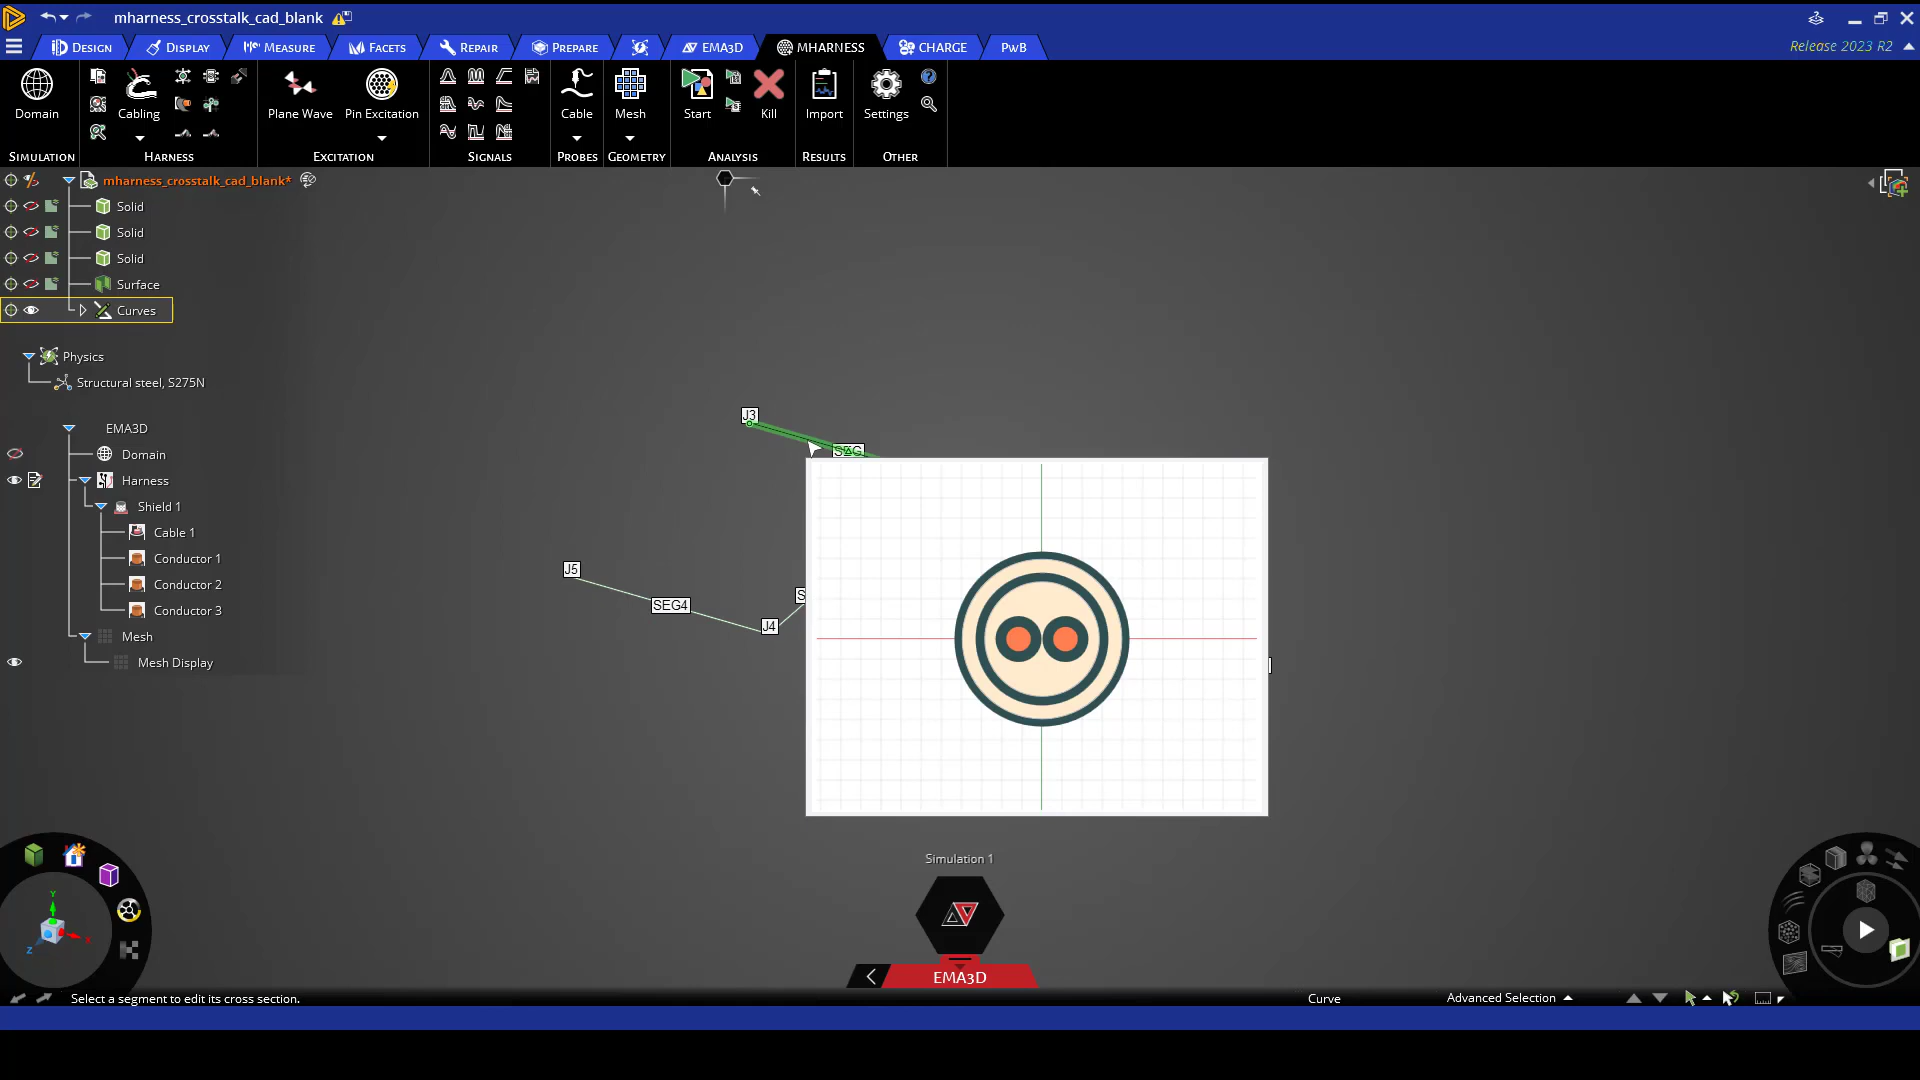 mharness_crosstalk_cad_blank
DESIGN DISPLAY MEASURE FACETS REPAIR PREPARE EMA3D MHARNESS CHARGE PWB
Release 2023 R2
Domain Cabling Plane Wave Pin Excitation Cable Mesh Start Kill Import Settings
SIMULATION HARNESS EXCITATION SIGNALS PROBES GEOMETRY ANALYSIS RESULTS OTHER
mharness_crosstalk_cad_blank*
Solid
Solid
Solid
Surface
Curves
Physics
Structural steel, S275N
EMA3D
Domain
Harness
Shield 1
Cable 1
Conductor 1
Conductor 2
Conductor 3
Mesh
Mesh Display
J3
SEG
J5
S
SEG4
J4
Simulation 1
EMA3D
Select a segment to edit its cross section.
Curve
Advanced Selection
Y
X
Z